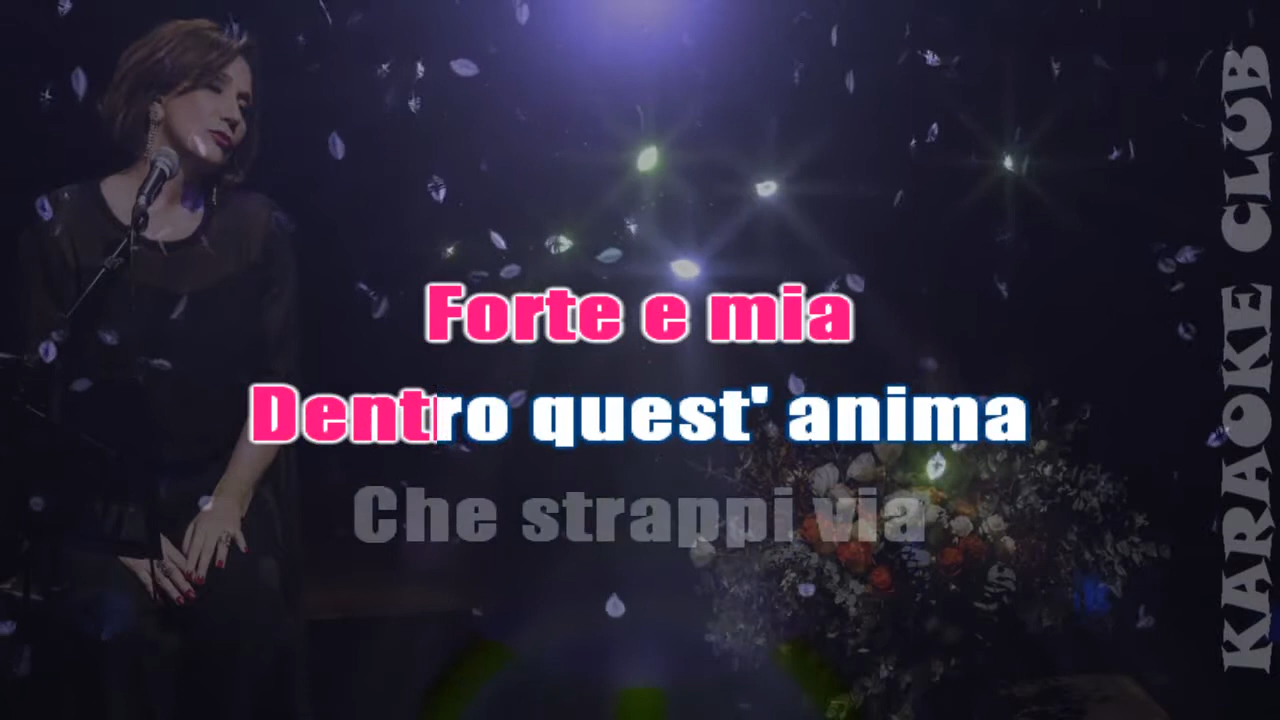 Forte e mia
Dentro quest' anima
Che strappi via
KARAOKE CLUB